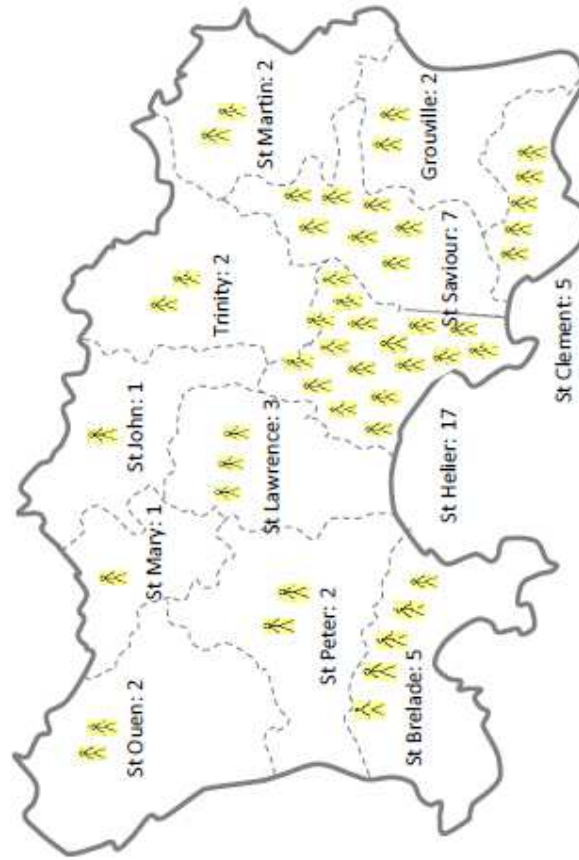 St Ouen: 2
St Mary: 1
St John: 1
Trinity: 2
St Martin: 2
St Lawrence: 3
St Peter: 2
St Brelade: 5
St Helier: 17
St Saviour: 7
Grouville: 2
St Clement: 5